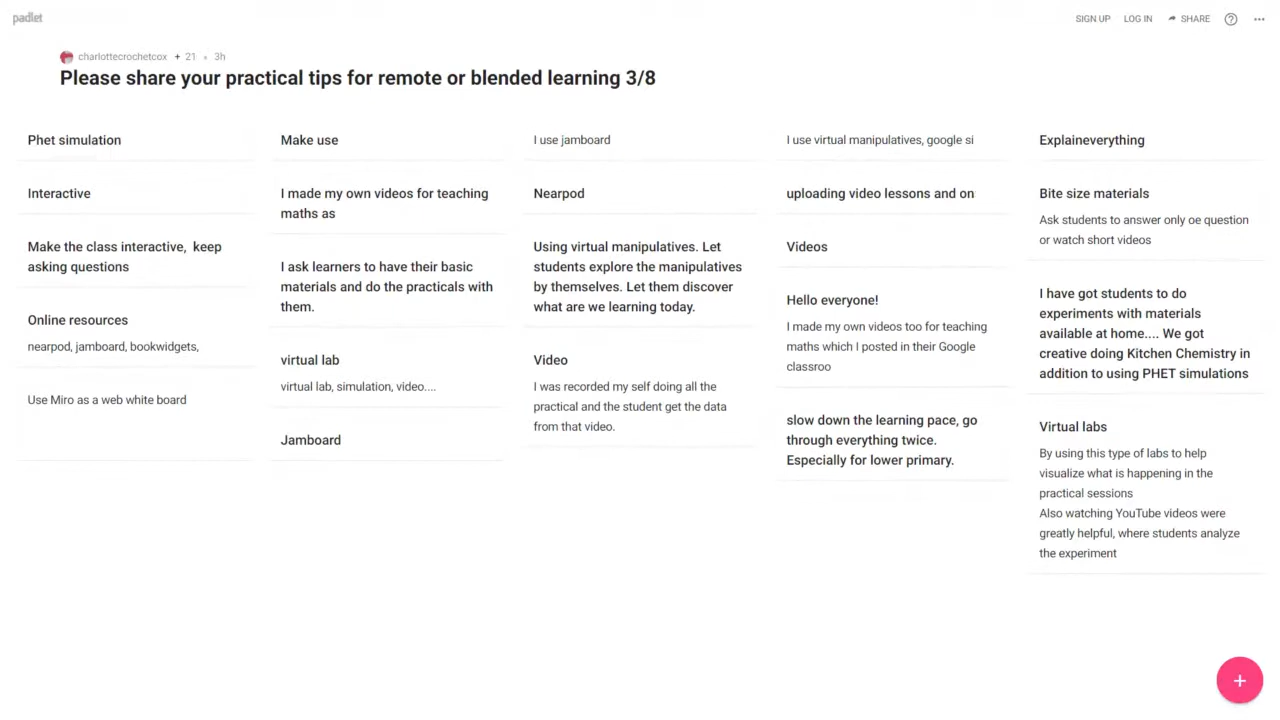 padlet
SIGN UP LOG IN SHARE
charlottecrochetcox + 21 • 3h
Please share your practical tips for remote or blended learning 3/8
Phet simulation
Interactive
Make the class interactive, keep
asking questions
Online resources
nearpod, jamboard, bookwidgets,
Use Miro as a web white board
Make use
I made my own videos for teaching
maths as
I ask learners to have their basic
materials and do the practicals with
them.
virtual lab
virtual lab, simulation, video....
Jamboard
I use jamboard
Nearpod
Using virtual manipulatives. Let
students explore the manipulatives
by themselves. Let them discover
what are we learning today.
Video
I was recorded my self doing all the
practical and the student get the data
from that video.
I use virtual manipulatives, google si
uploading video lessons and on
Videos
Hello everyone!
I made my own videos too for teaching
maths which I posted in their Google
classroo
slow down the learning pace, go
through everything twice.
Especially for lower primary.
Explaineverything
Bite size materials
Ask students to answer only oe question
or watch short videos
I have got students to do
experiments with materials
available at home.... We got
creative doing Kitchen Chemistry in
addition to using PHET simulations
Virtual labs
By using this type of labs to help
visualize what is happening in the
practical sessions
Also watching YouTube videos were
greatly helpful, where students analyze
the experiment